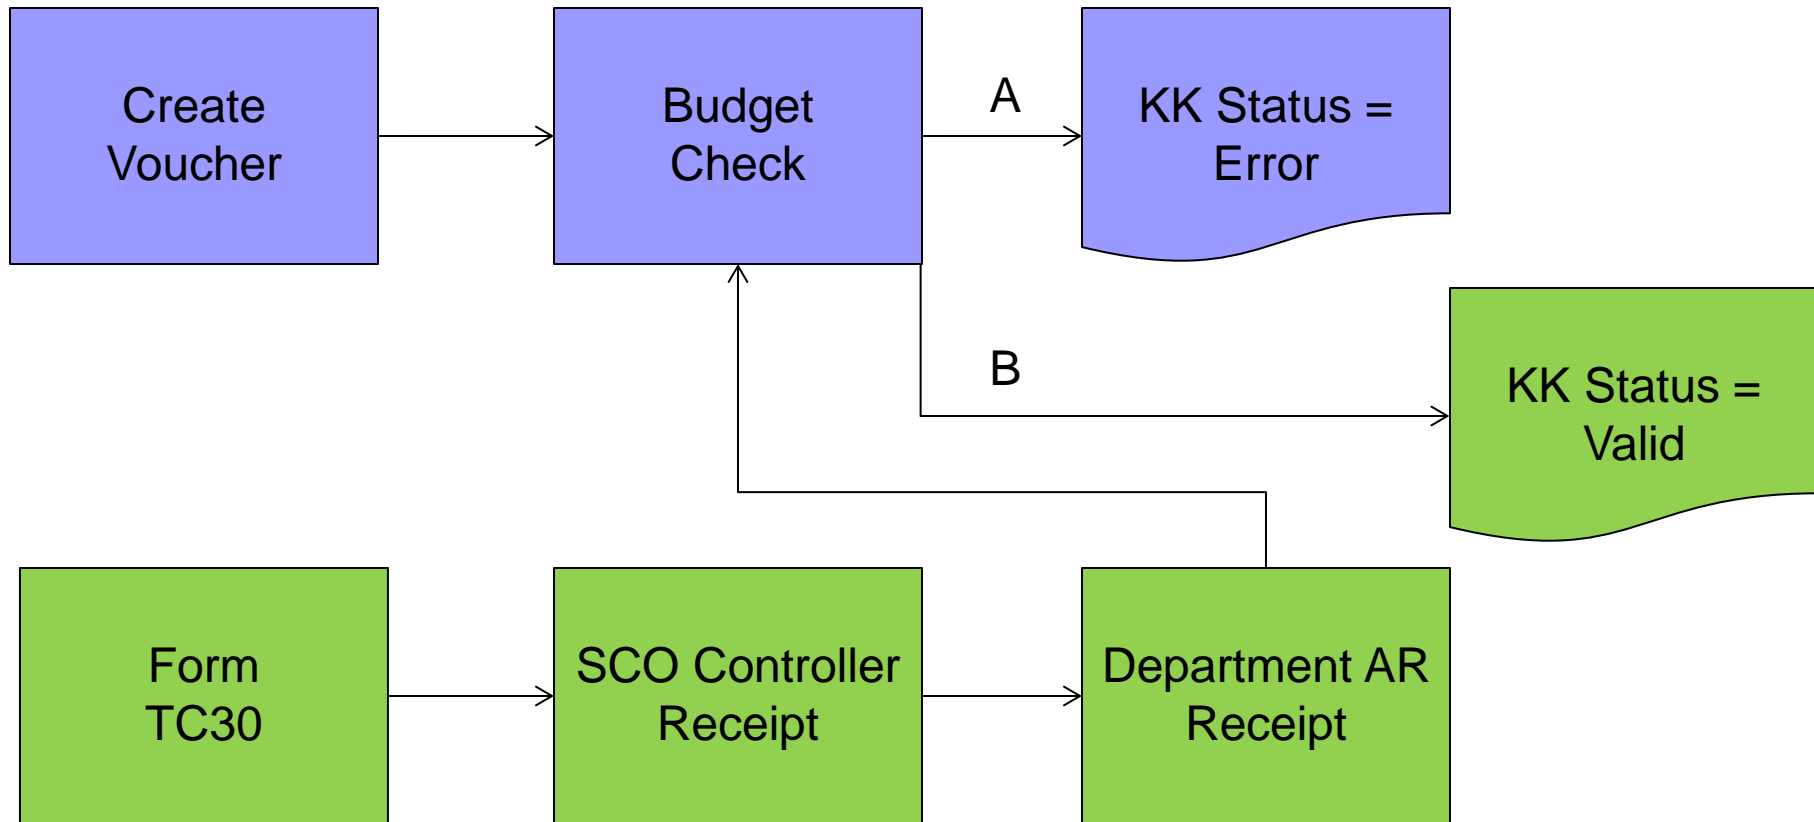 Create
Voucher
Budget
Check
A
KK Status =
Error
B
KK Status =
Valid
Form
TC30
SCO Controller
Receipt
Department AR
Receipt